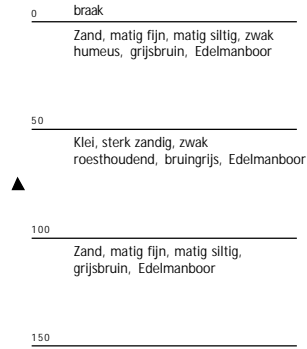 0 braak
Zand, matig fijn, matig siltig, zwak
humeus, grijsbruin, Edelmanboor
50
Klei, sterk zandig, zwak
roesthoudend, bruingrijs, Edelmanboor
100
Zand, matig fijn, matig siltig,
grijsbruin, Edelmanboor
150